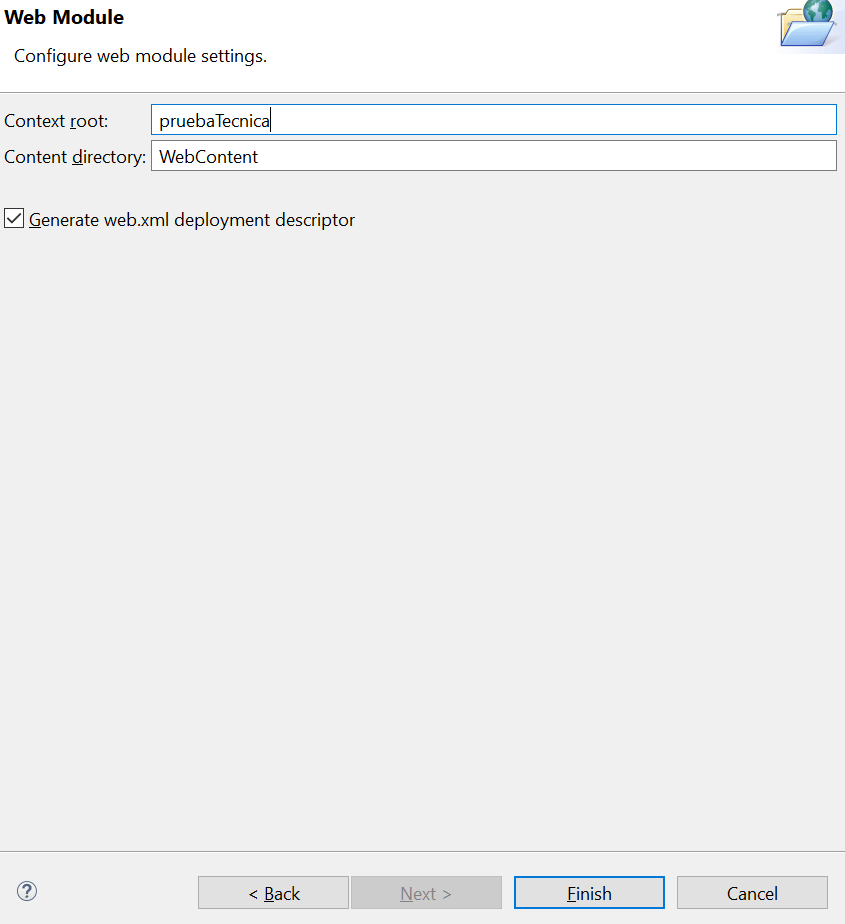 Web Module
Configure web module settings.
Context root: pruebaTecnica
Content directory: WebContent
Generate web.xml deployment descriptor
? < Back Next > Finish Cancel